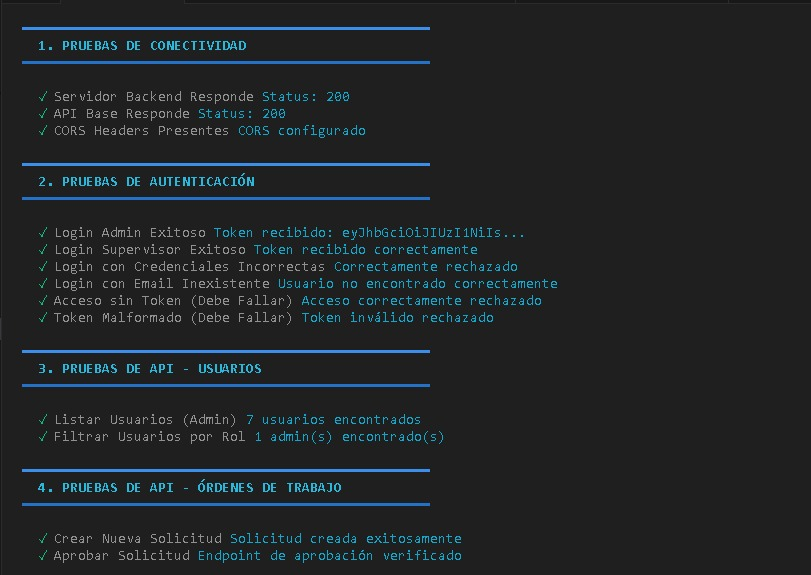 1. PRUEBAS DE CONECTIVIDAD
✓ Servidor Backend Responde Status: 200
✓ API Base Responde Status: 200
✓ CORS Headers Presentes CORS configurado
2. PRUEBAS DE AUTENTICACIÓN
✓ Login Admin Exitoso Token recibido: eyJhbGciOiJIUzI1NiIs...
✓ Login Supervisor Exitoso Token recibido correctamente
✓ Login con Credenciales Incorrectas Correctamente rechazado
✓ Login con Email Inexistente Usuario no encontrado correctamente
✓ Acceso sin Token (Debe Fallar) Acceso correctamente rechazado
✓ Token Malformado (Debe Fallar) Token inválido rechazado
3. PRUEBAS DE API - USUARIOS
✓ Listar Usuarios (Admin) 7 usuarios encontrados
✓ Filtrar Usuarios por Rol 1 admin(s) encontrado(s)
4. PRUEBAS DE API - ÓRDENES DE TRABAJO
✓ Crear Nueva Solicitud Solicitud creada exitosamente
✓ Aprobar Solicitud Endpoint de aprobación verificado